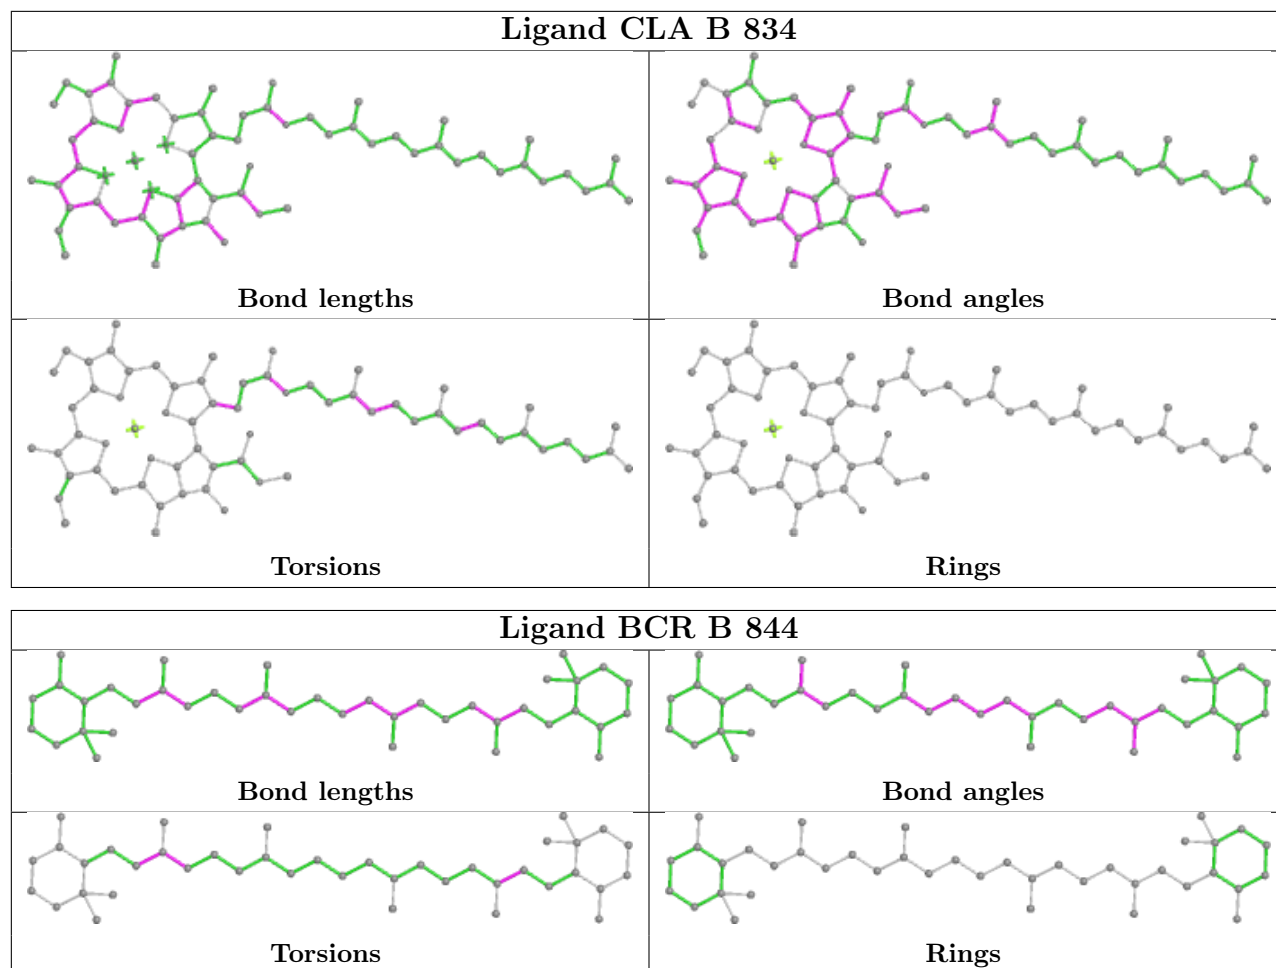 Ligand CLA B 834
Bond lengths
Bond angles
Torsions
Rings
Ligand BCR B 844
Bond lengths
Bond angles
Torsions
Rings